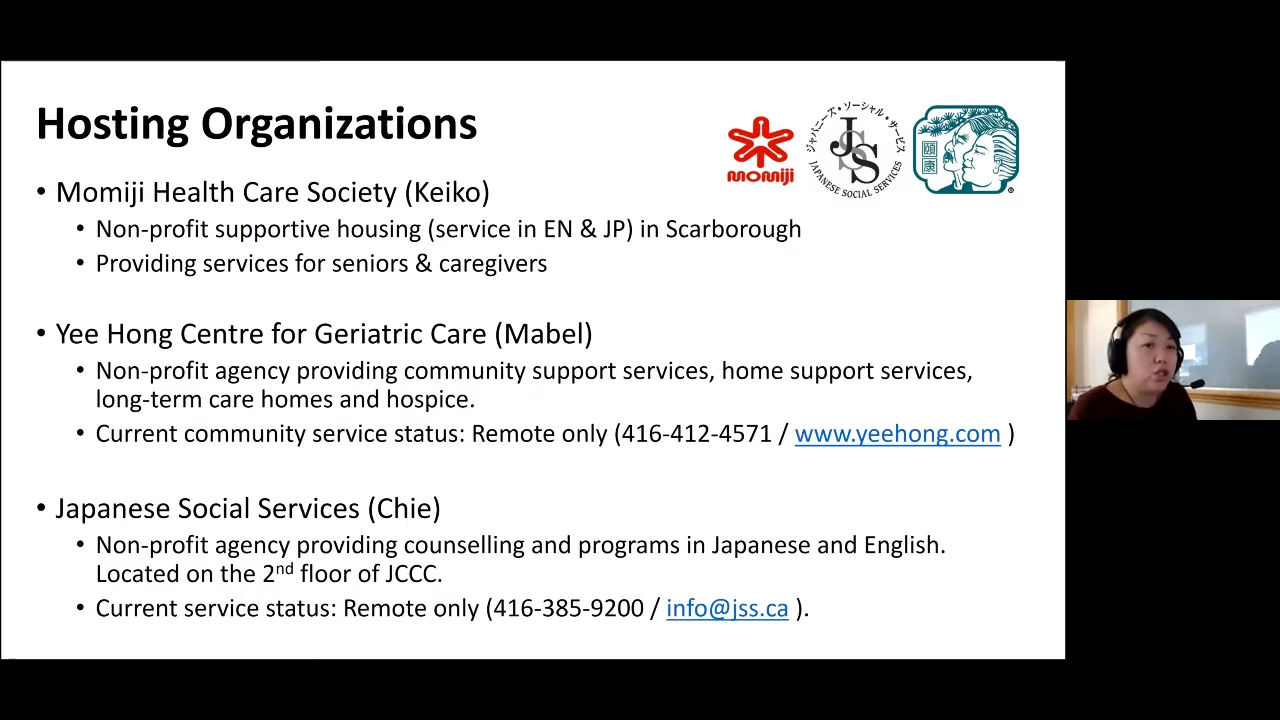 Hosting Organizations
ジャパニーズ・ソーシャル・サービス
JSS
JAPANESE SOCIAL SERVICES
momiji
頤康
®
• Momiji Health Care Society (Keiko)
• Non-profit supportive housing (service in EN & JP) in Scarborough
• Providing services for seniors & caregivers
• Yee Hong Centre for Geriatric Care (Mabel)
• Non-profit agency providing community support services, home support services,
long-term care homes and hospice.
• Current community service status: Remote only (416-412-4571 / www.yeehong.com )
• Japanese Social Services (Chie)
• Non-profit agency providing counselling and programs in Japanese and English.
Located on the 2nd floor of JCCC.
• Current service status: Remote only (416-385-9200 / info@jss.ca ).